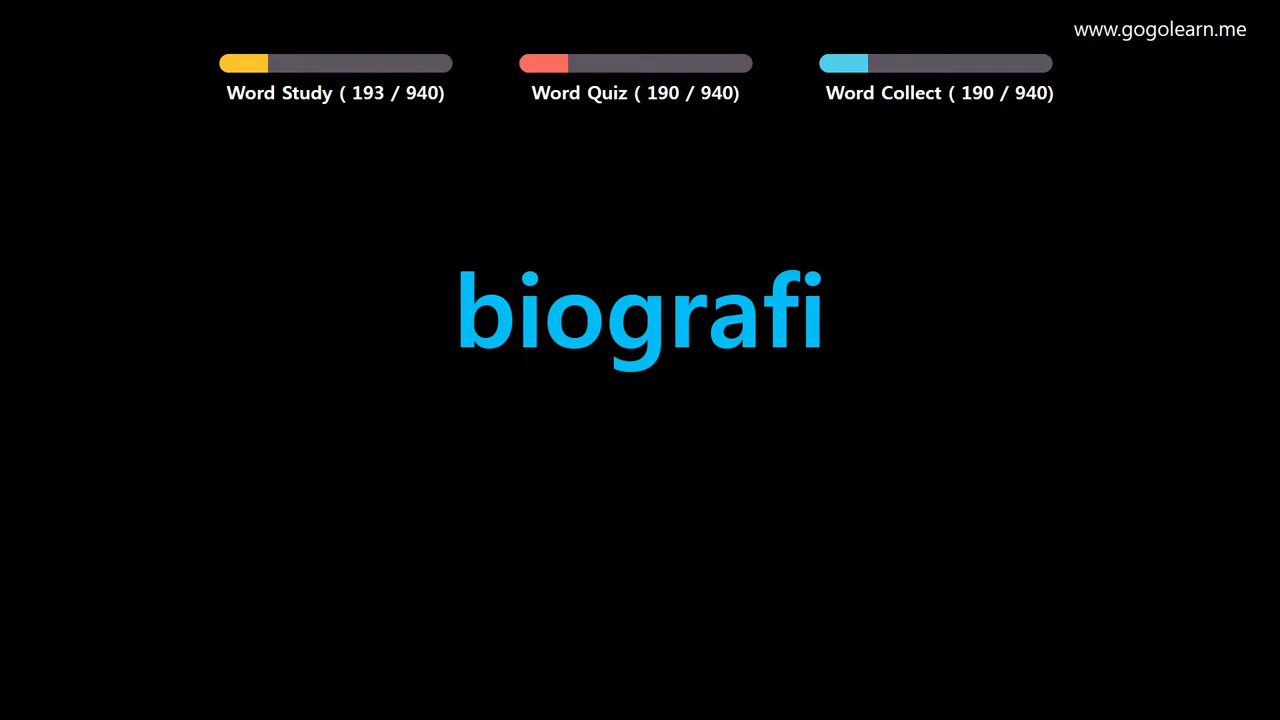 www.gogolearn.me
Word Study ( 193 / 940)
Word Quiz ( 190 / 940)
Word Collect ( 190 / 940)
biografi